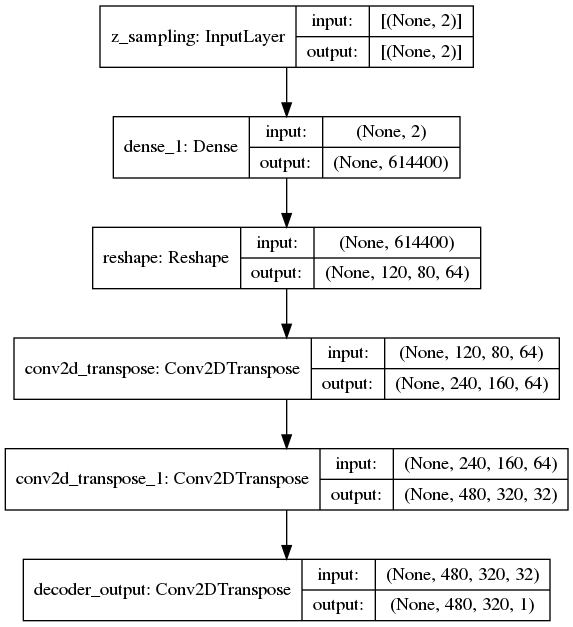 z_sampling: InputLayer
input: [(None, 2)]
output: [(None, 2)]
dense_1: Dense
input: (None, 2)
output: (None, 614400)
reshape: Reshape
input: (None, 614400)
output: (None, 120, 80, 64)
conv2d_transpose: Conv2DTranspose
input: (None, 120, 80, 64)
output: (None, 240, 160, 64)
conv2d_transpose_1: Conv2DTranspose
input: (None, 240, 160, 64)
output: (None, 480, 320, 32)
decoder_output: Conv2DTranspose
input: (None, 480, 320, 32)
output: (None, 480, 320, 1)